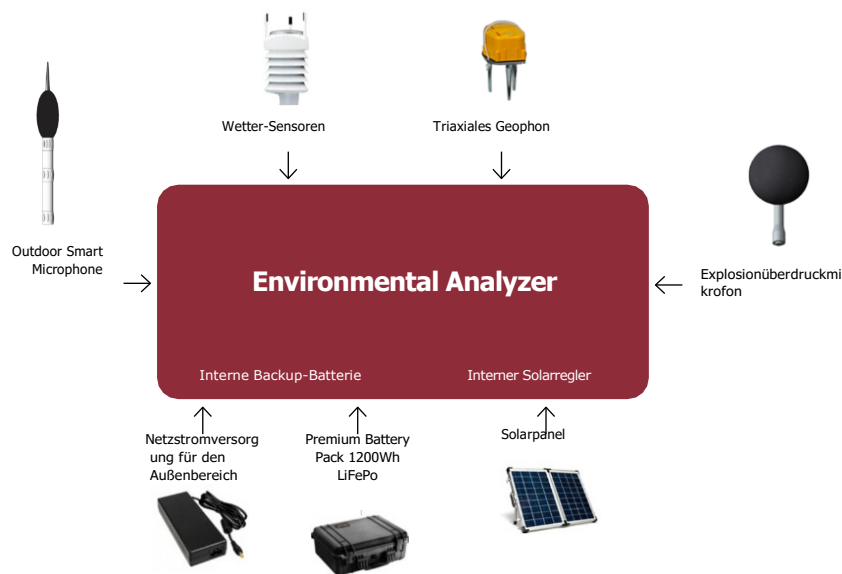 Wetter-Sensoren
Triaxiales Geophon
Outdoor Smart
Microphone
Environmental Analyzer
Explosionüberdruckmi
krofon
Interne Backup-Batterie
Interner Solarregler
Netzstromversorg
ung für den
Außenbereich
Premium Battery
Pack 1200Wh
LiFePo
Solarpanel